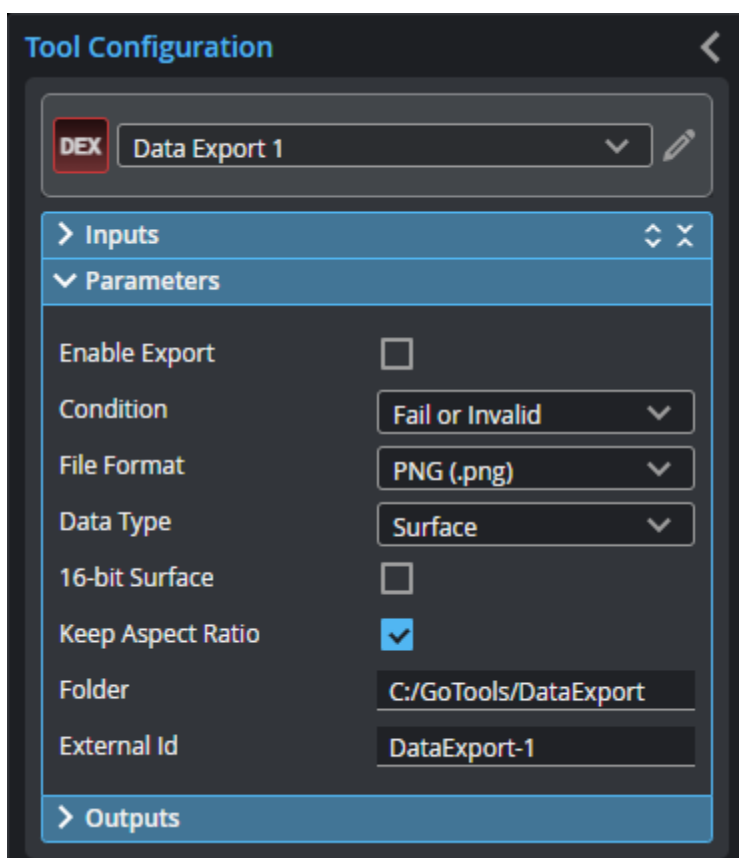 Tool Configuration
DEX Data Export 1
Inputs
Parameters
Enable Export
Condition Fail or Invalid
File Format PNG (.png)
Data Type Surface
16-bit Surface
Keep Aspect Ratio
Folder C:/GoTools/DataExport
External Id DataExport-1
Outputs